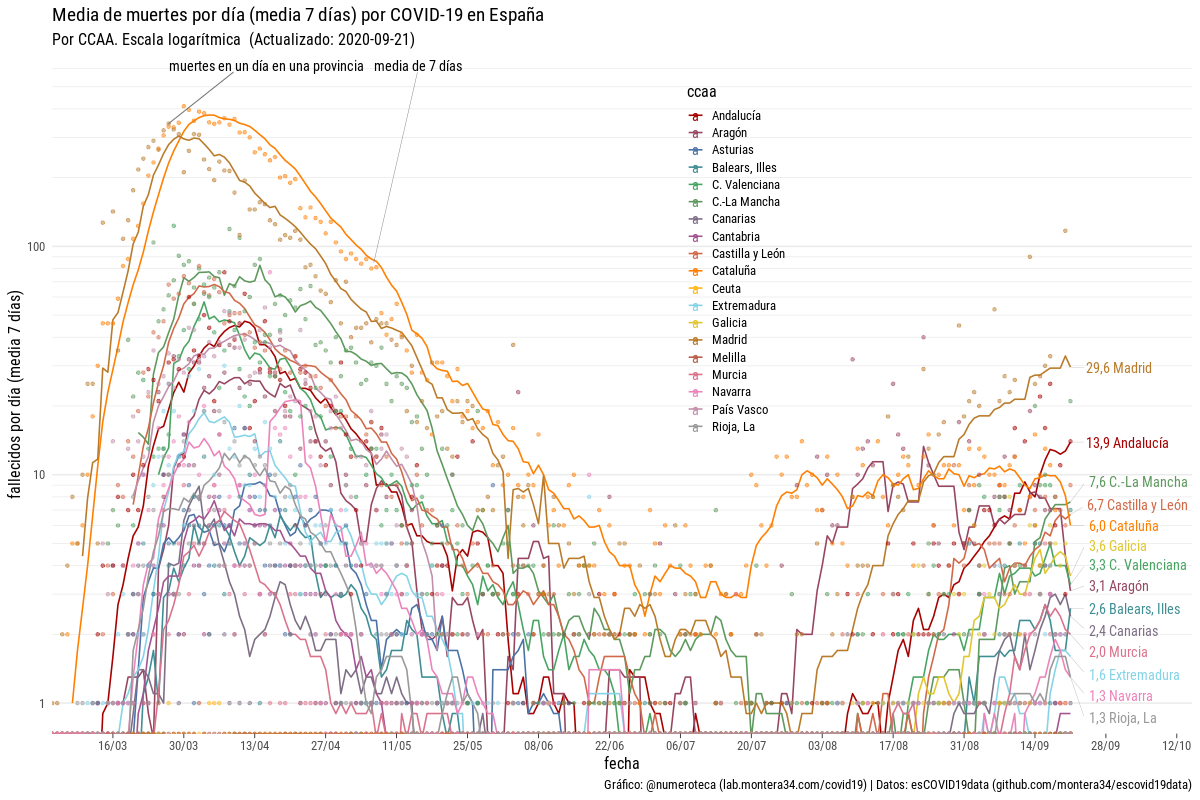 Media de muertes por día (media 7 días) por COVID-19 en España
Por CCAA. Escala logarítmica (Actualizado: 2020-09-21)
muertes en un día en una provincia
media de 7 días
ccaa
Andalucía
Aragón
Asturias
Balears, Illes
C. Valenciana
C.-La Mancha
Canarias
Cantabria
Castilla y León
Cataluña
Ceuta
Extremadura
Galicia
Madrid
Melilla
Murcia
Navarra
País Vasco
Rioja, La
fallecidos por día (media 7 días)
100
10
1
29,6 Madrid
13,9 Andalucía
7,6 C.-La Mancha
6,7 Castilla y León
6,0 Cataluña
3,6 Galicia
3,3 C. Valenciana
3,1 Aragón
2,6 Balears, Illes
2,4 Canarias
2,0 Murcia
1,6 Extremadura
1,3 Navarra
1,3 Rioja, La
16/03
30/03
13/04
27/04
11/05
25/05
08/06
22/06
06/07
20/07
03/08
17/08
31/08
14/09
28/09
12/10
fecha
Gráfico: @numeroteca (lab.montera34.com/covid19) | Datos: esCOVID19data (github.com/montera34/escovid19data)